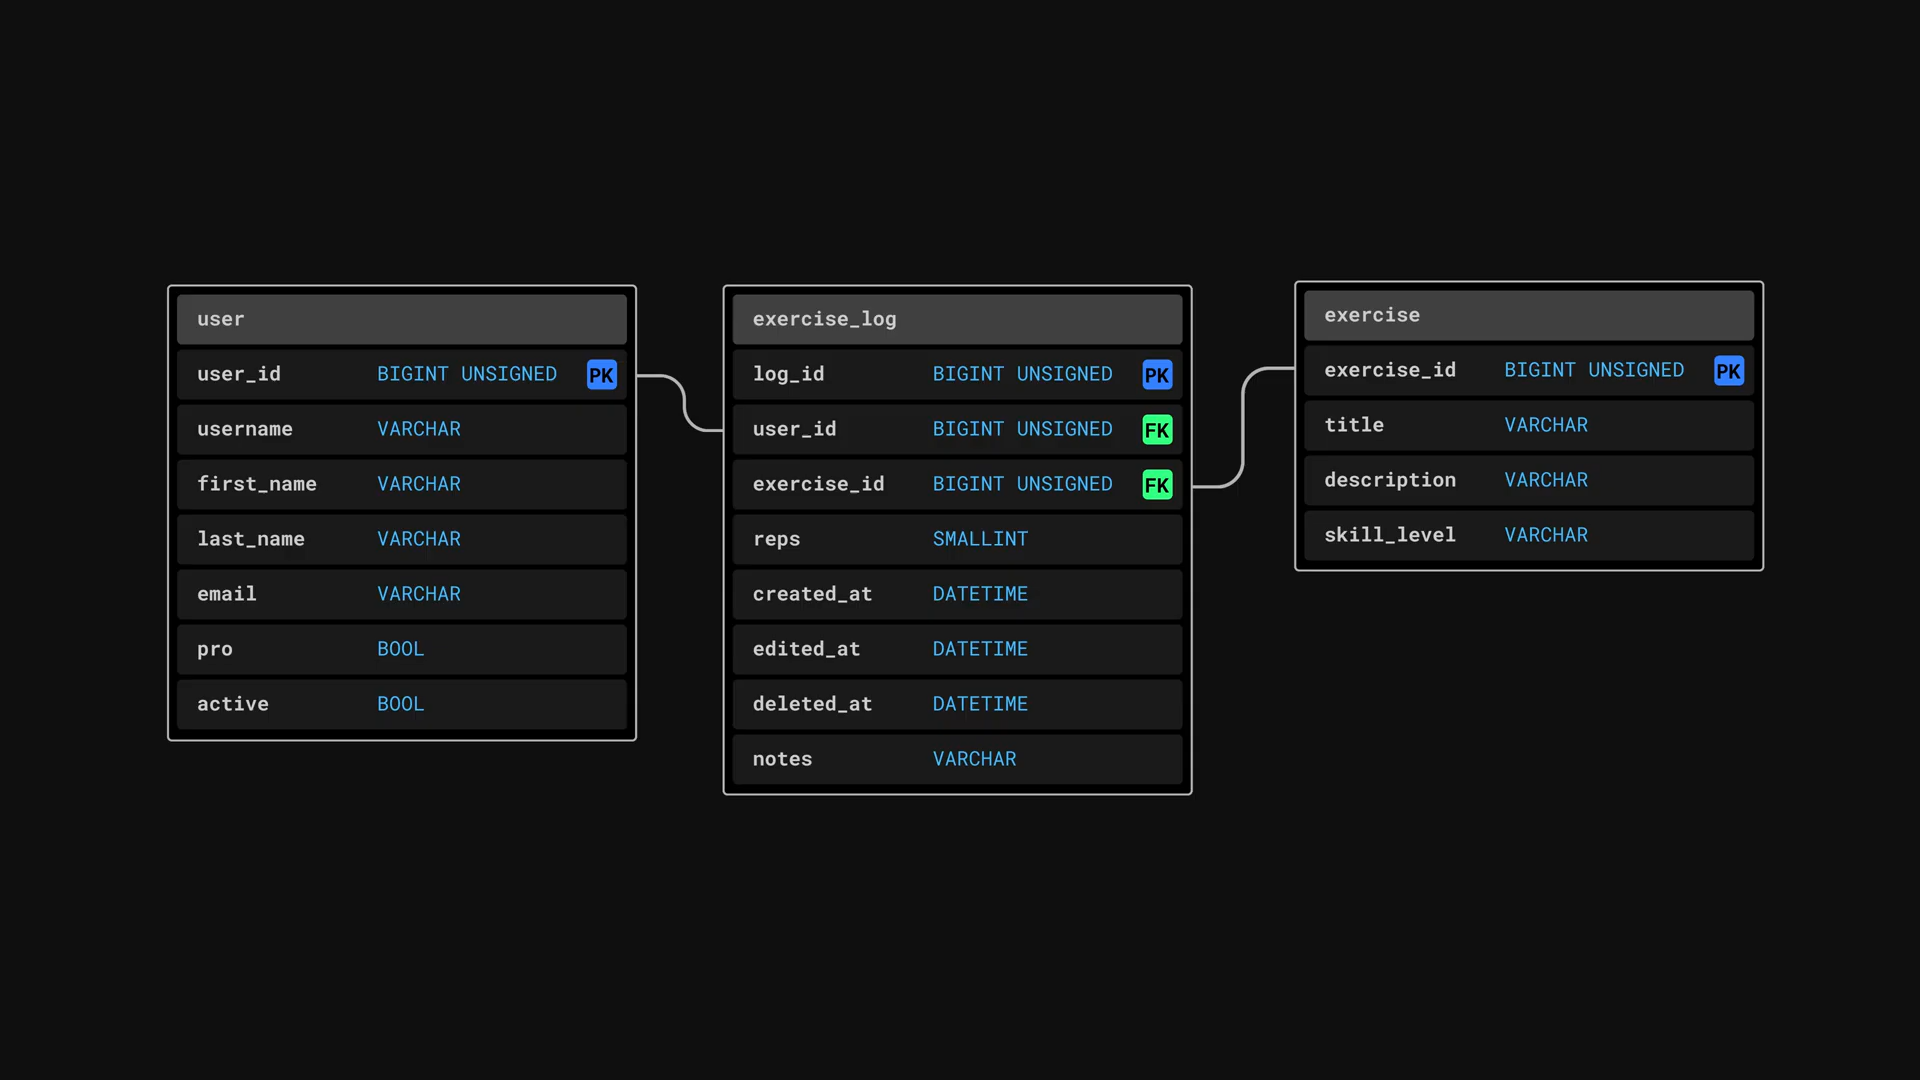 user
user_id BIGINT UNSIGNED PK
username VARCHAR
first_name VARCHAR
last_name VARCHAR
email VARCHAR
pro BOOL
active BOOL
exercise_log
log_id BIGINT UNSIGNED PK
user_id BIGINT UNSIGNED FK
exercise_id BIGINT UNSIGNED FK
reps SMALLINT
created_at DATETIME
edited_at DATETIME
deleted_at DATETIME
notes VARCHAR
exercise
exercise_id BIGINT UNSIGNED PK
title VARCHAR
description VARCHAR
skill_level VARCHAR